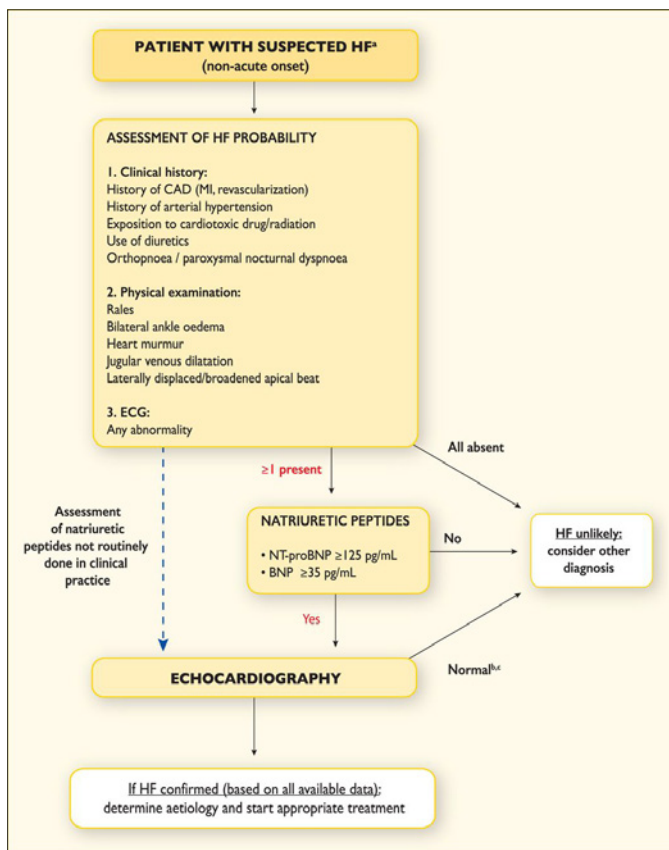 PATIENT WITH SUSPECTED HFᵃ
(non-acute onset)
ASSESSMENT OF HF PROBABILITY
1. Clinical history:
History of CAD (MI, revascularization)
History of arterial hypertension
Exposition to cardiotoxic drug/radiation
Use of diuretics
Orthopnoea / paroxysmal nocturnal dyspnoea
2. Physical examination:
Rales
Bilateral ankle oedema
Heart murmur
Jugular venous dilatation
Laterally displaced/broadened apical beat
3. ECG:
Any abnormality
≥1 present
All absent
Assessment
of natriuretic
peptides not routinely
done in clinical
practice
NATRIURETIC PEPTIDES
• NT-proBNP ≥125 pg/mL
• BNP ≥35 pg/mL
No
HF unlikely:
consider other
diagnosis
Yes
ECHOCARDIOGRAPHY
Normalᵇ,ᶜ
If HF confirmed (based on all available data):
determine aetiology and start appropriate treatment